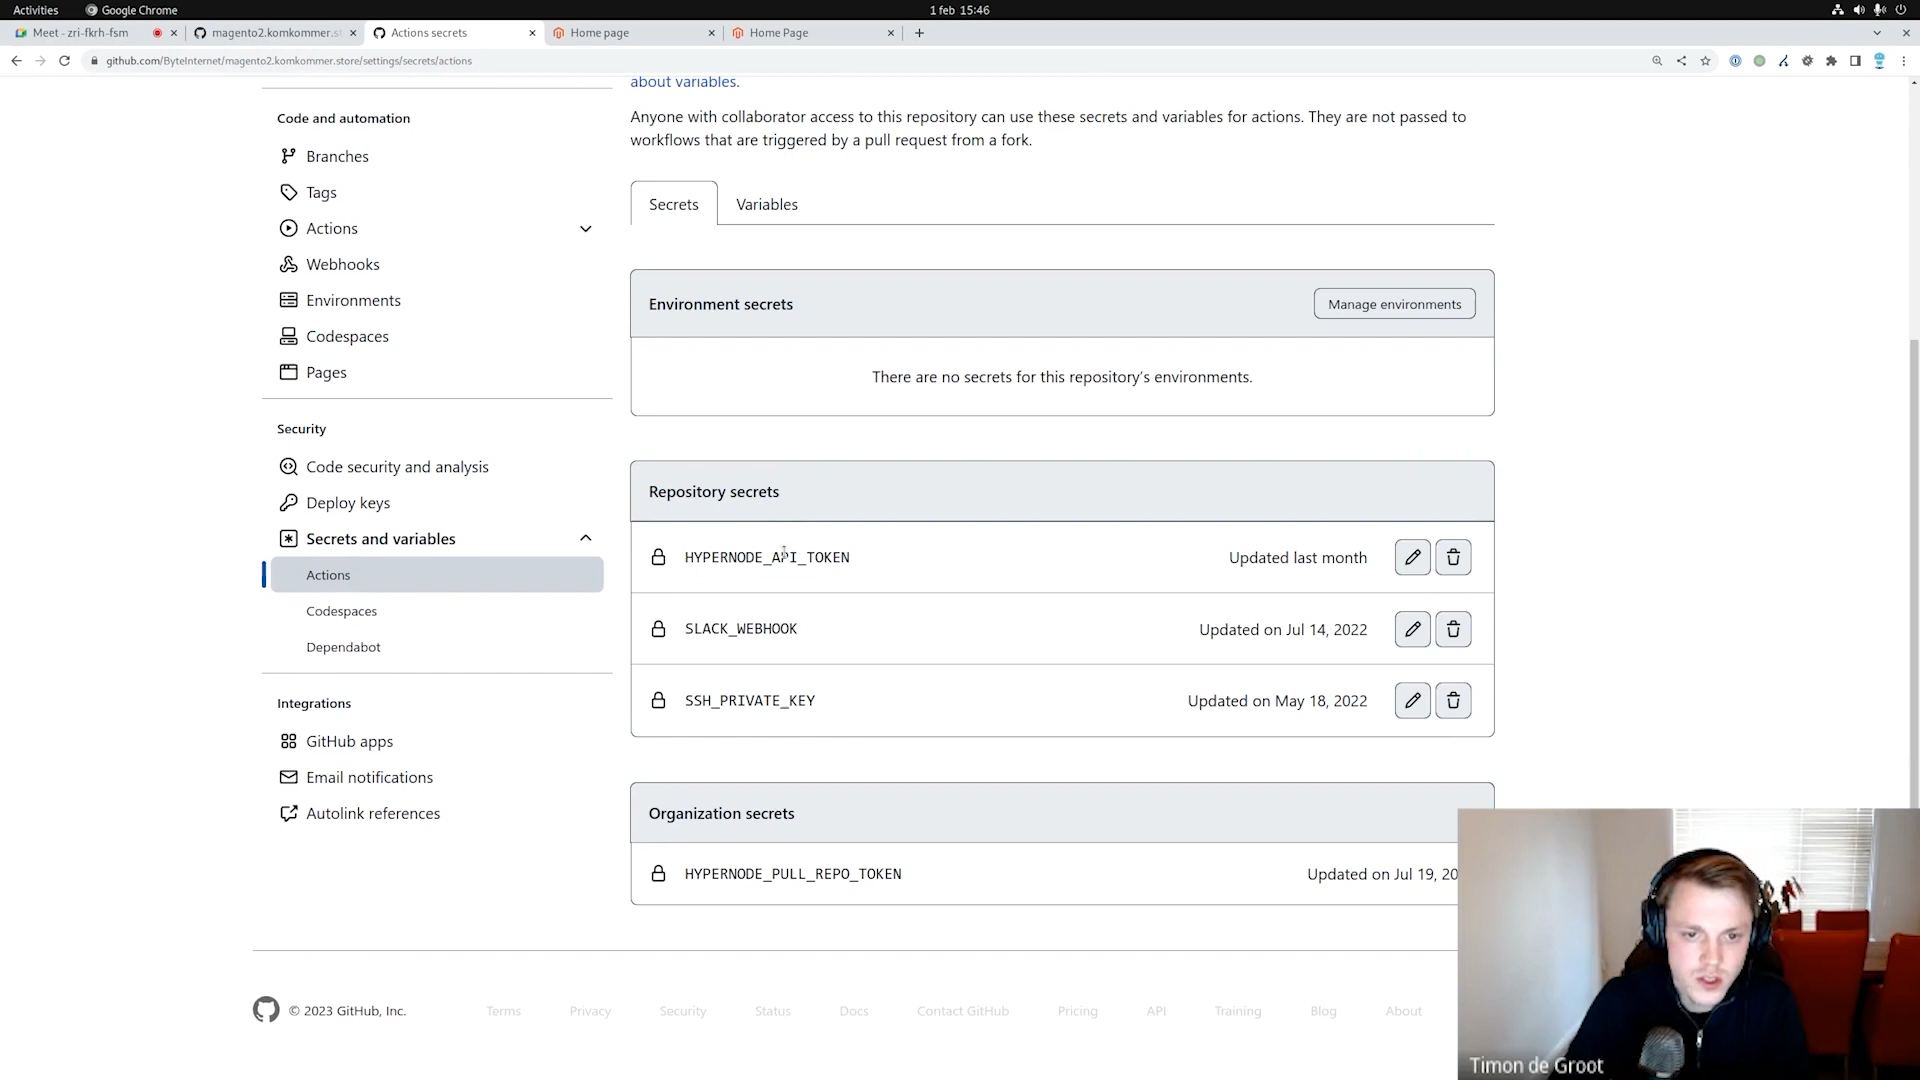 Activities
Google Chrome
1 feb 15:46
Meet - zri-fkrh-fsm
magento2.komkommer.st
Actions secrets
Home page
Home Page
github.com/ByteInternet/magento2.komkommer.store/settings/secrets/actions
about variables.
Anyone with collaborator access to this repository can use these secrets and variables for actions. They are not passed to
workflows that are triggered by a pull request from a fork.
Code and automation
Branches
Tags
Actions
Webhooks
Environments
Codespaces
Pages
Security
Code security and analysis
Deploy keys
Secrets and variables
Actions
Codespaces
Dependabot
Integrations
GitHub apps
Email notifications
Autolink references
Secrets
Variables
Environment secrets
Manage environments
There are no secrets for this repository's environments.
Repository secrets
HYPERNODE_API_TOKEN
Updated last month
SLACK_WEBHOOK
Updated on Jul 14, 2022
SSH_PRIVATE_KEY
Updated on May 18, 2022
Organization secrets
HYPERNODE_PULL_REPO_TOKEN
Updated on Jul 19, 20
© 2023 GitHub, Inc.
Terms
Privacy
Security
Status
Docs
Contact GitHub
Pricing
API
Training
Blog
About
Timon de Groot